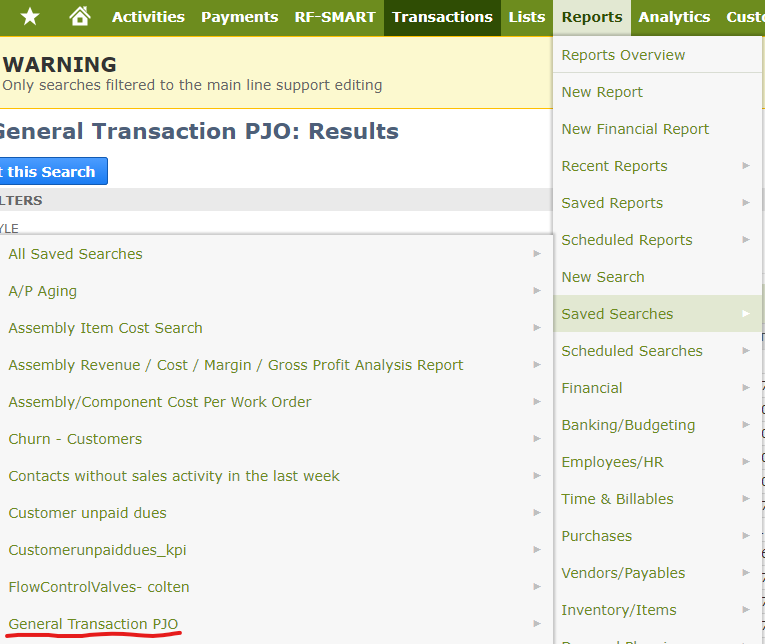 Activities Payments RF-SMART Transactions Lists Reports Analytics Custo
WARNING
Only searches filtered to the main line support editing
General Transaction PJO: Results
t this Search
LTERS
YLE
All Saved Searches
A/P Aging
Assembly Item Cost Search
Assembly Revenue / Cost / Margin / Gross Profit Analysis Report
Assembly/Component Cost Per Work Order
Churn - Customers
Contacts without sales activity in the last week
Customer unpaid dues
Customerunpaiddues_kpi
FlowControlValves- colten
General Transaction PJO
Reports Overview
New Report
New Financial Report
Recent Reports
Saved Reports
Scheduled Reports
New Search
Saved Searches
Scheduled Searches
Financial
Banking/Budgeting
Employees/HR
Time & Billables
Purchases
Vendors/Payables
Inventory/Items